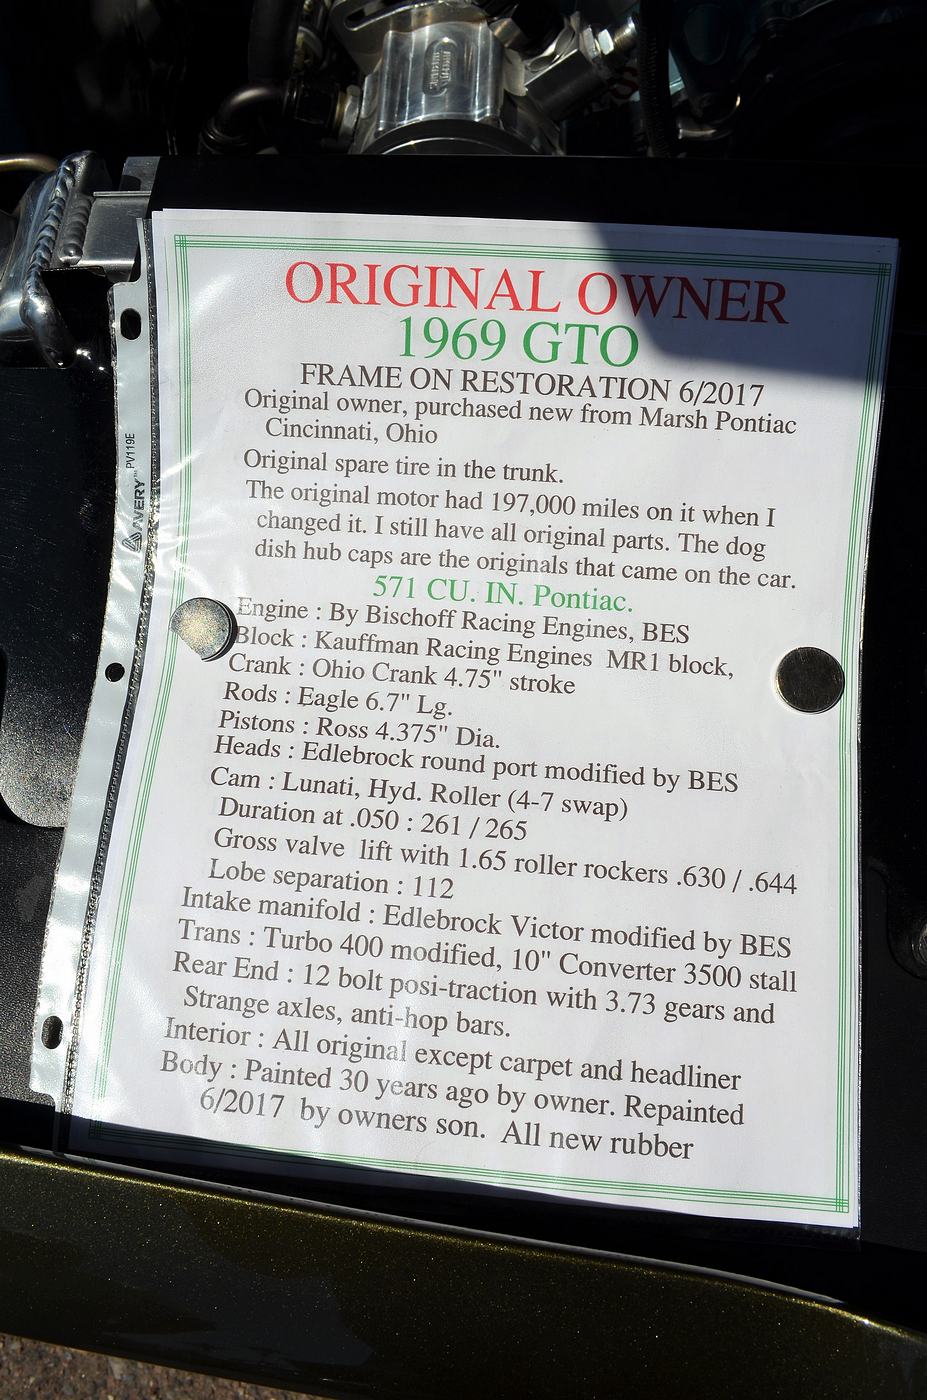 ORIGINAL OWNER
1969 GTO
FRAME ON RESTORATION 6/2017
Original owner, purchased new from Marsh Pontiac
Cincinnati, Ohio
Original spare tire in the trunk.
The original motor had 197,000 miles on it when I
changed it. I still have all original parts. The dog
dish hub caps are the originals that came on the car.
571 CU. IN. Pontiac.
Engine : By Bischoff Racing Engines, BES
Block : Kauffman Racing Engines  MR1 block,
Crank : Ohio Crank 4.75" stroke
Rods : Eagle 6.7" Lg.
Pistons : Ross 4.375" Dia.
Heads : Edlebrock round port modified by BES
Cam : Lunati, Hyd. Roller (4-7 swap)
Duration at .050 : 261 / 265
Gross valve  lift with 1.65 roller rockers .630 / .644
Lobe separation : 112
Intake manifold : Edlebrock Victor modified by BES
Trans : Turbo 400 modified, 10" Converter 3500 stall
Rear End : 12 bolt posi-traction with 3.73 gears and
Strange axles, anti-hop bars.
Interior : All original except carpet and headliner
Body : Painted 30 years ago by owner. Repainted
6/2017  by owners son.  All new rubber
AVERY™ PV119E